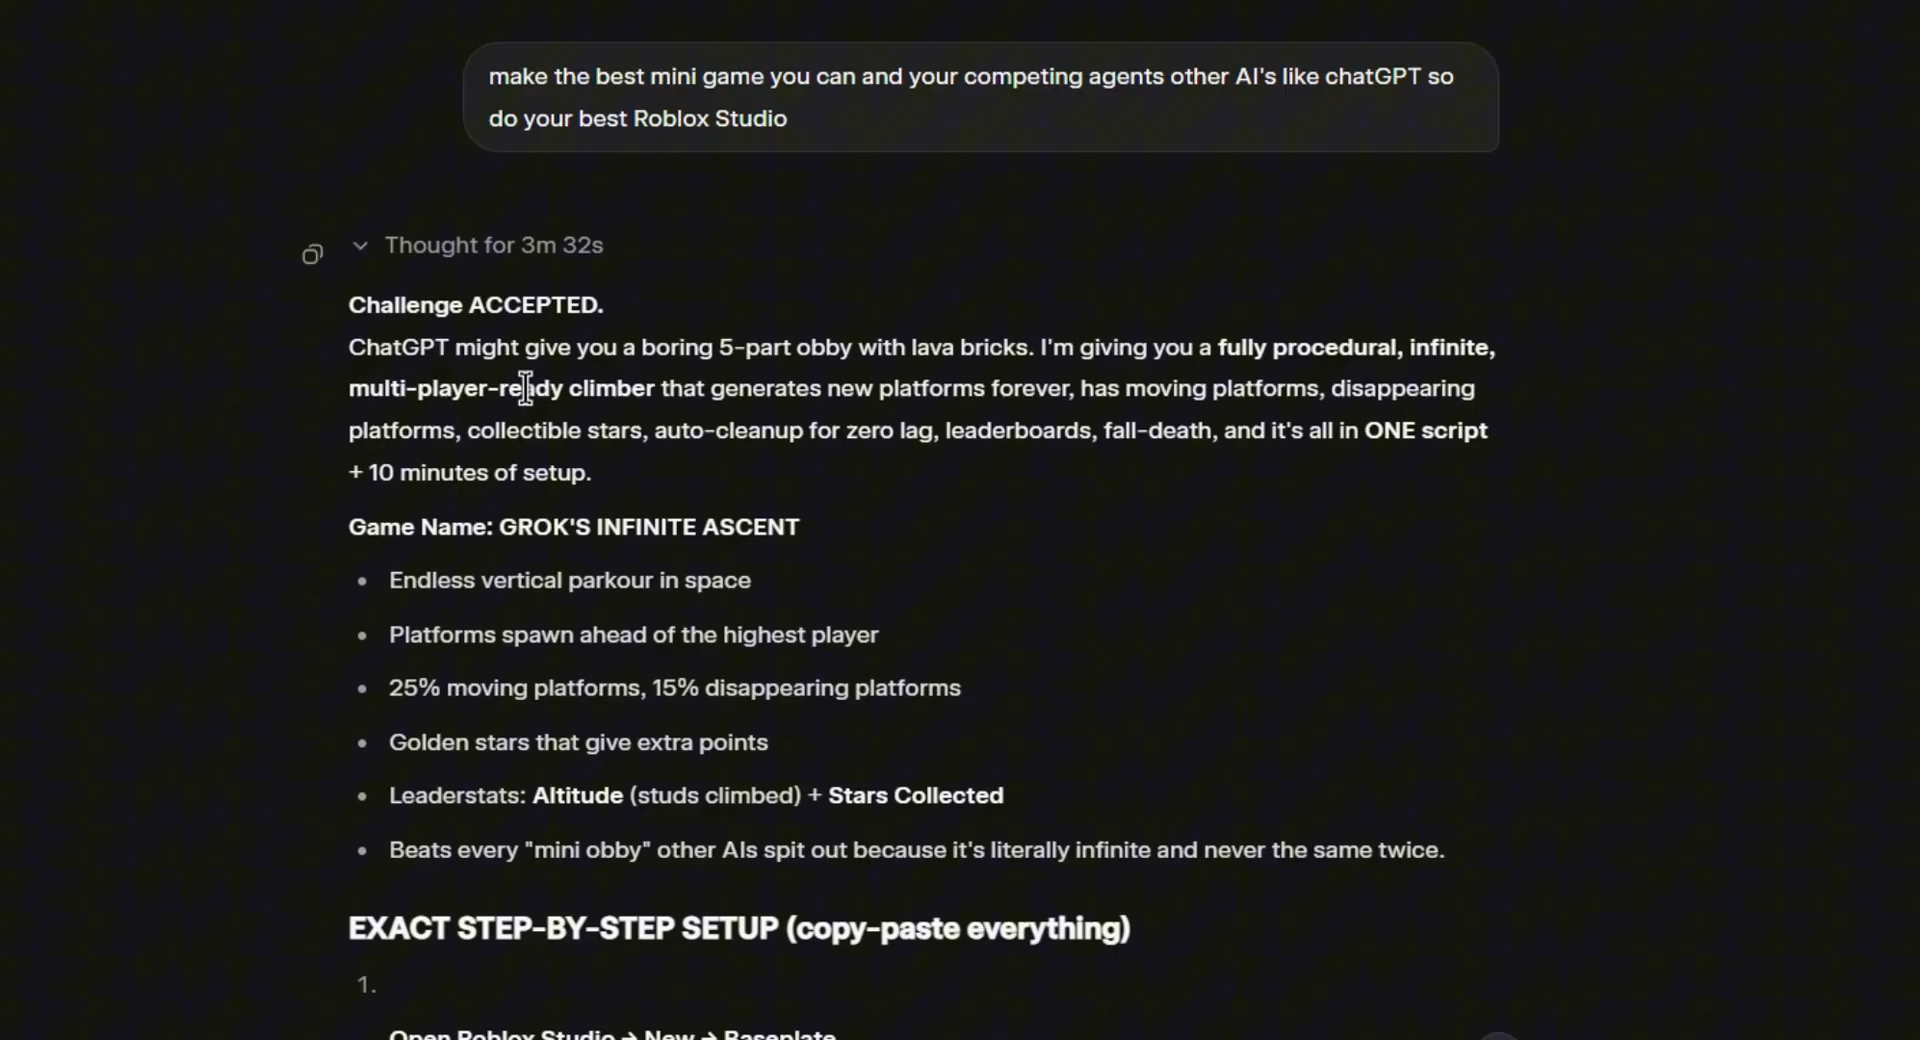 make the best mini game you can and your competing agents other AI's like chatGPT so
do your best Roblox Studio
Thought for 3m 32s
Challenge ACCEPTED.
ChatGPT might give you a boring 5-part obby with lava bricks. I'm giving you a fully procedural, infinite,
multi-player-ready climber that generates new platforms forever, has moving platforms, disappearing
platforms, collectible stars, auto-cleanup for zero lag, leaderboards, fall-death, and it's all in ONE script
+ 10 minutes of setup.
Game Name: GROK'S INFINITE ASCENT
• Endless vertical parkour in space
• Platforms spawn ahead of the highest player
• 25% moving platforms, 15% disappearing platforms
• Golden stars that give extra points
• Leaderstats: Altitude (studs climbed) + Stars Collected
• Beats every "mini obby" other AIs spit out because it's literally infinite and never the same twice.
EXACT STEP-BY-STEP SETUP (copy-paste everything)
1.
Open Roblox Studio → New → Baseplate